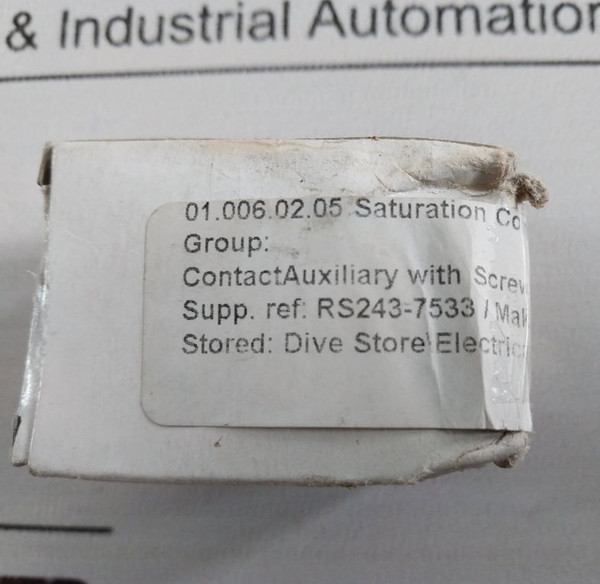 & Industrial Automation
01.006.02.05 Saturation Co
Group:
ContactAuxiliary with Screw
Supp. ref: RS243-7533 / Mak
Stored: Dive Store\Electric